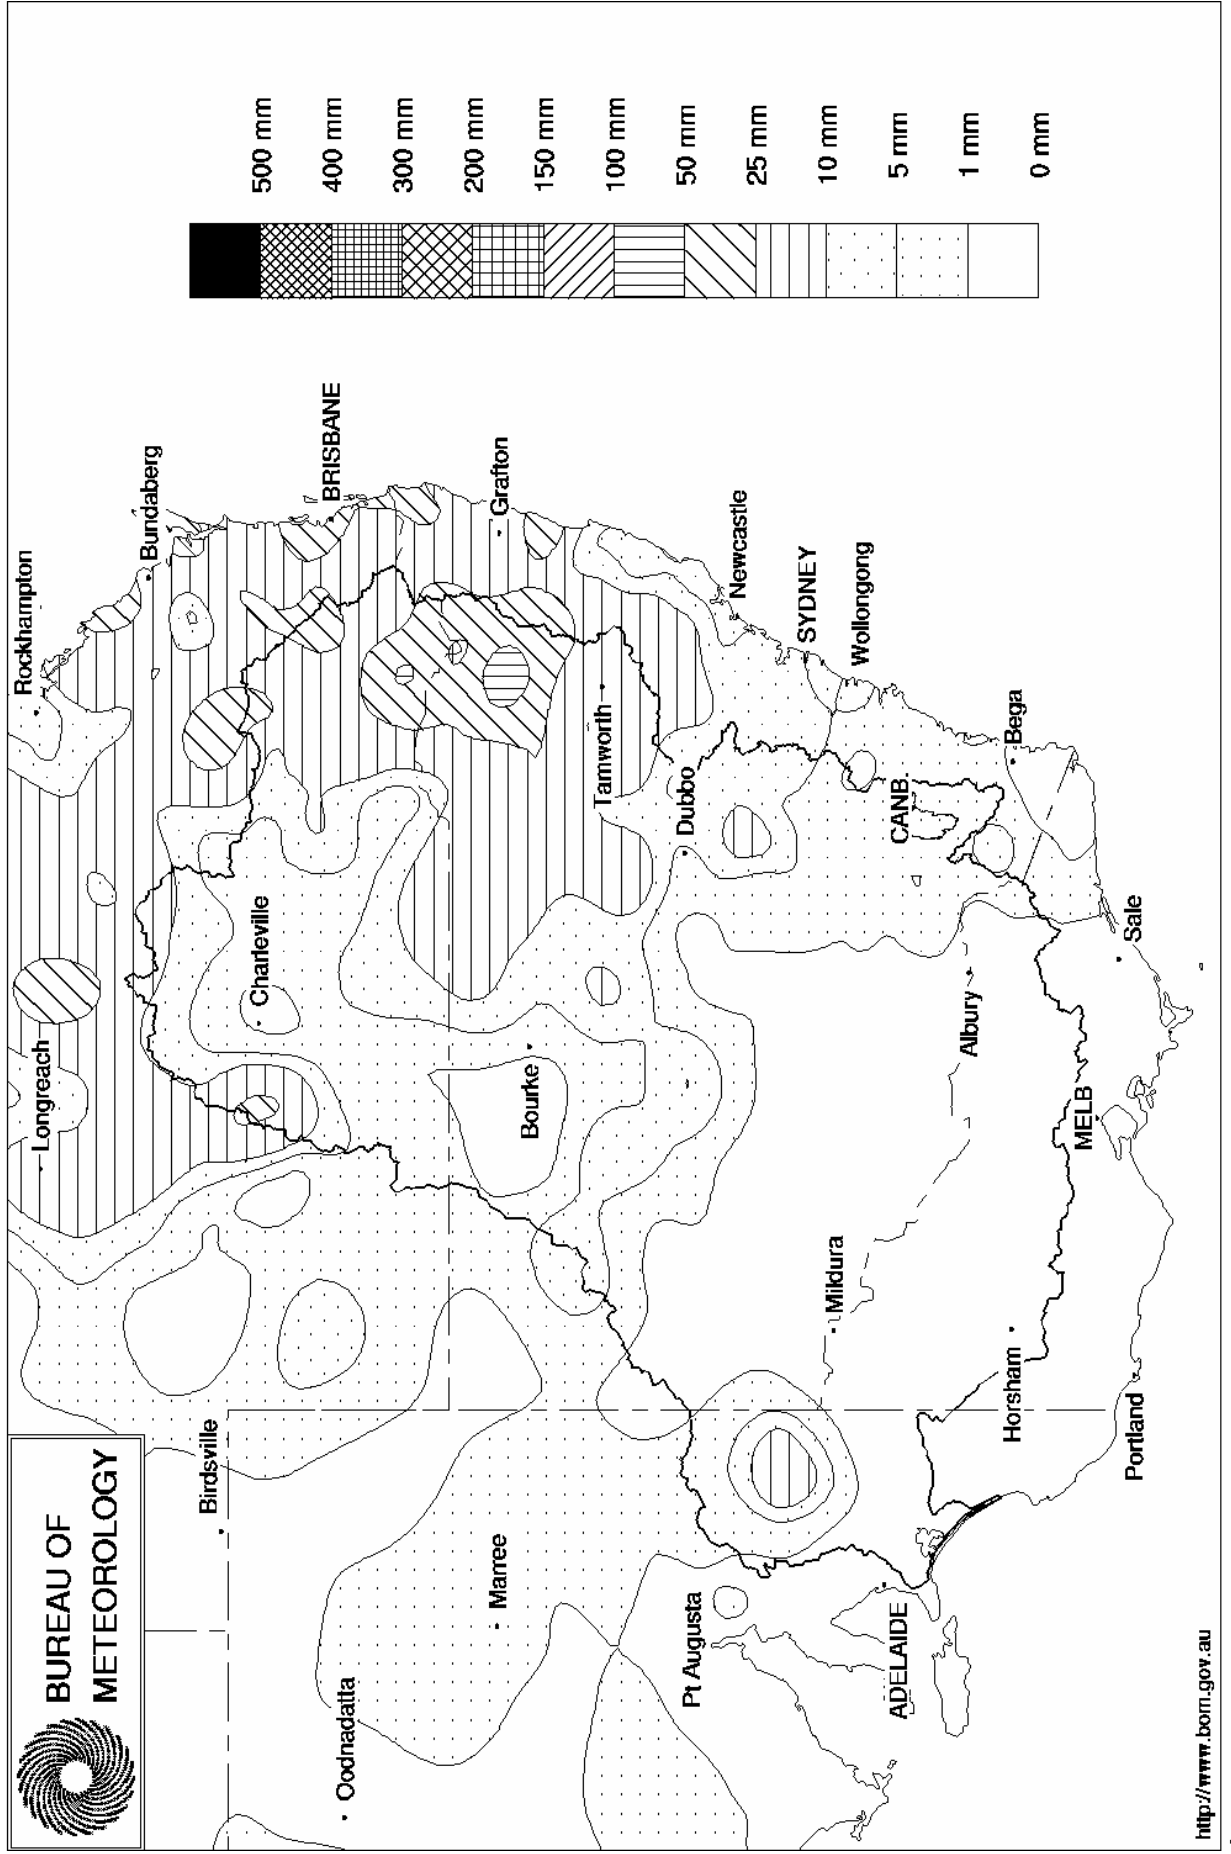 BUREAU OF
METEOROLOGY
500 mm
400 mm
300 mm
200 mm
150 mm
100 mm
50 mm
25 mm
10 mm
5 mm
1 mm
0 mm
Rockhampton
Longreach
Bundaberg
Birdsville
Charleville
BRISBANE
Oodnadatta
Marree
Bourke
Grafton
Tamworth
Pt Augusta
Dubbo
Newcastle
SYDNEY
Mildura
Wollongong
ADELAIDE
CANB.
Albury
Horsham
Bega
MELB
Portland
Sale
http://www.bom.gov.au